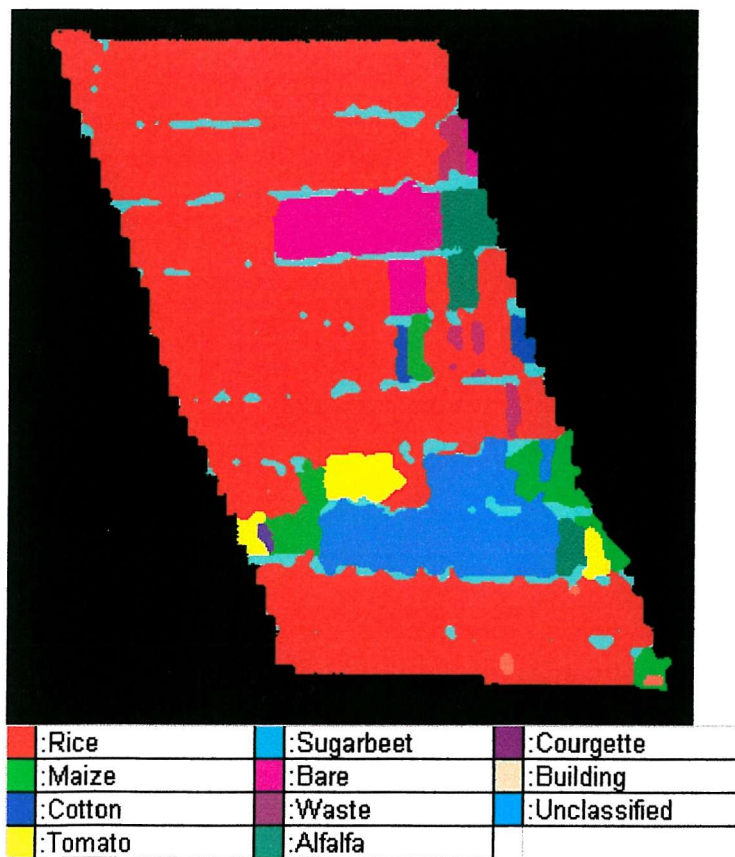 :Rice :Sugarbeet :Courgette
:Maize :Bare :Building
:Cotton :Waste :Unclassified
:Tomato :Alfalfa